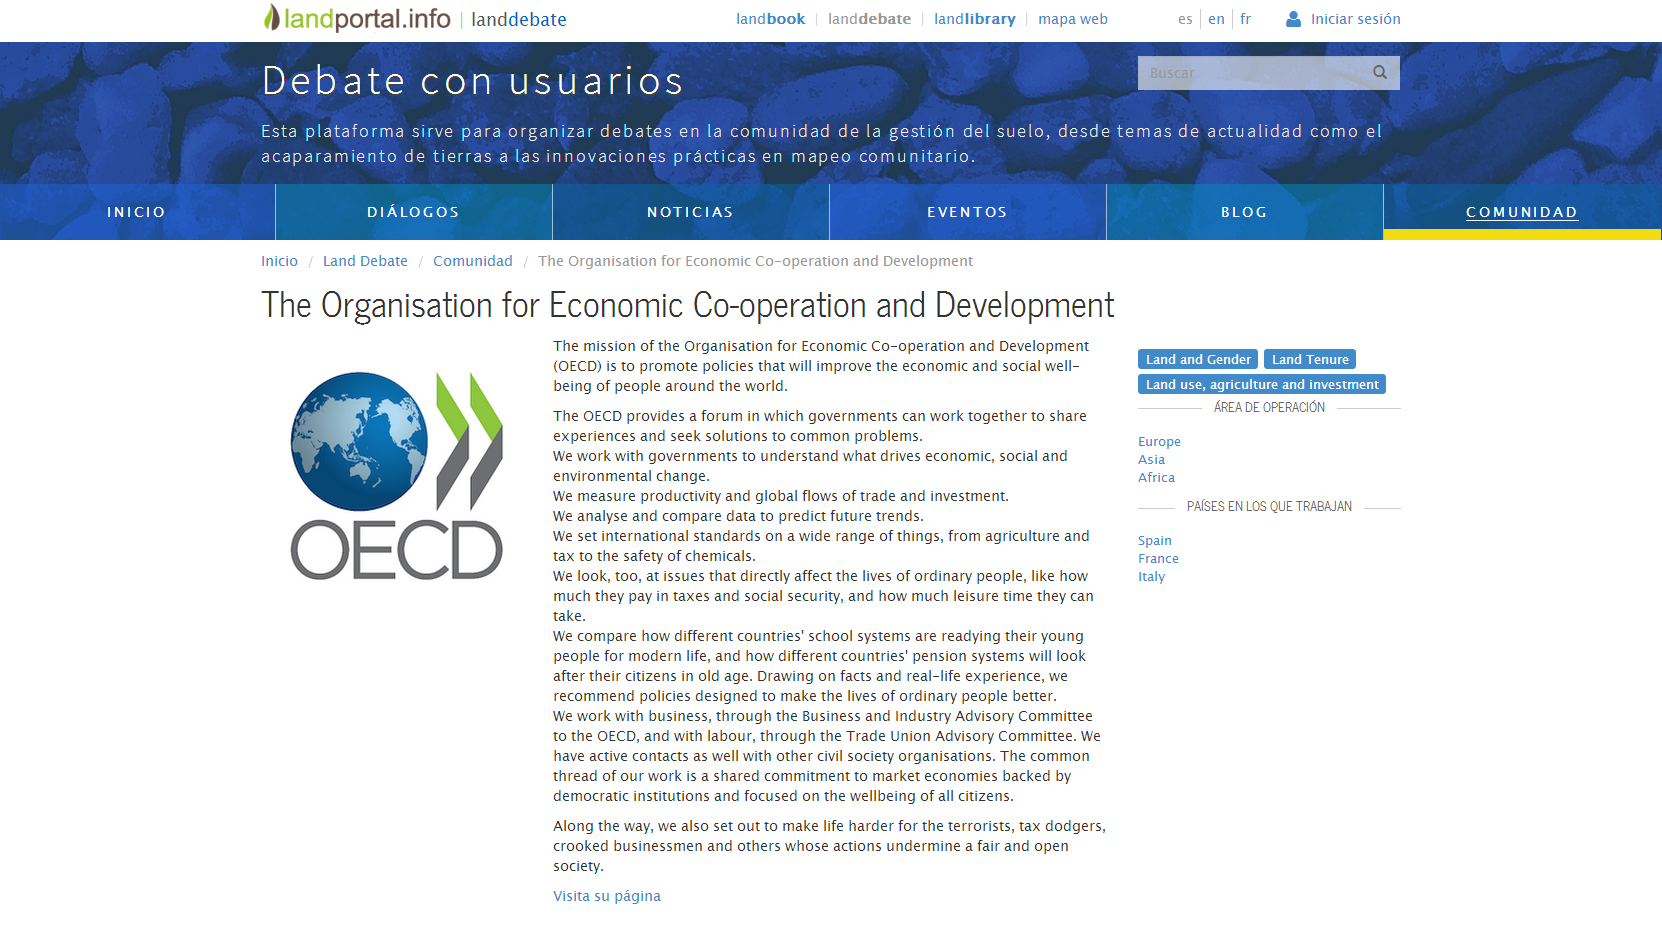 landportal.info | landdebate
landbook | landdebate | landlibrary | mapa web
es | en | fr
Iniciar sesión
Debate con usuarios
Buscar
Esta plataforma sirve para organizar debates en la comunidad de la gestión del suelo, desde temas de actualidad como el
acaparamiento de tierras a las innovaciones prácticas en mapeo comunitario.
INICIO
DIÁLOGOS
NOTICIAS
EVENTOS
BLOG
COMUNIDAD
Inicio / Land Debate / Comunidad / The Organisation for Economic Co-operation and Development
The Organisation for Economic Co-operation and Development
OECD
The mission of the Organisation for Economic Co-operation and Development
(OECD) is to promote policies that will improve the economic and social well-
being of people around the world.
The OECD provides a forum in which governments can work together to share
experiences and seek solutions to common problems.
We work with governments to understand what drives economic, social and
environmental change.
We measure productivity and global flows of trade and investment.
We analyse and compare data to predict future trends.
We set international standards on a wide range of things, from agriculture and
tax to the safety of chemicals.
We look, too, at issues that directly affect the lives of ordinary people, like how
much they pay in taxes and social security, and how much leisure time they can
take.
We compare how different countries' school systems are readying their young
people for modern life, and how different countries' pension systems will look
after their citizens in old age. Drawing on facts and real-life experience, we
recommend policies designed to make the lives of ordinary people better.
We work with business, through the Business and Industry Advisory Committee
to the OECD, and with labour, through the Trade Union Advisory Committee. We
have active contacts as well with other civil society organisations. The common
thread of our work is a shared commitment to market economies backed by
democratic institutions and focused on the wellbeing of all citizens.
Along the way, we also set out to make life harder for the terrorists, tax dodgers,
crooked businessmen and others whose actions undermine a fair and open
society.
Visita su página
Land and Gender
Land Tenure
Land use, agriculture and investment
ÁREA DE OPERACIÓN
Europe
Asia
Africa
PAÍSES EN LOS QUE TRABAJAN
Spain
France
Italy